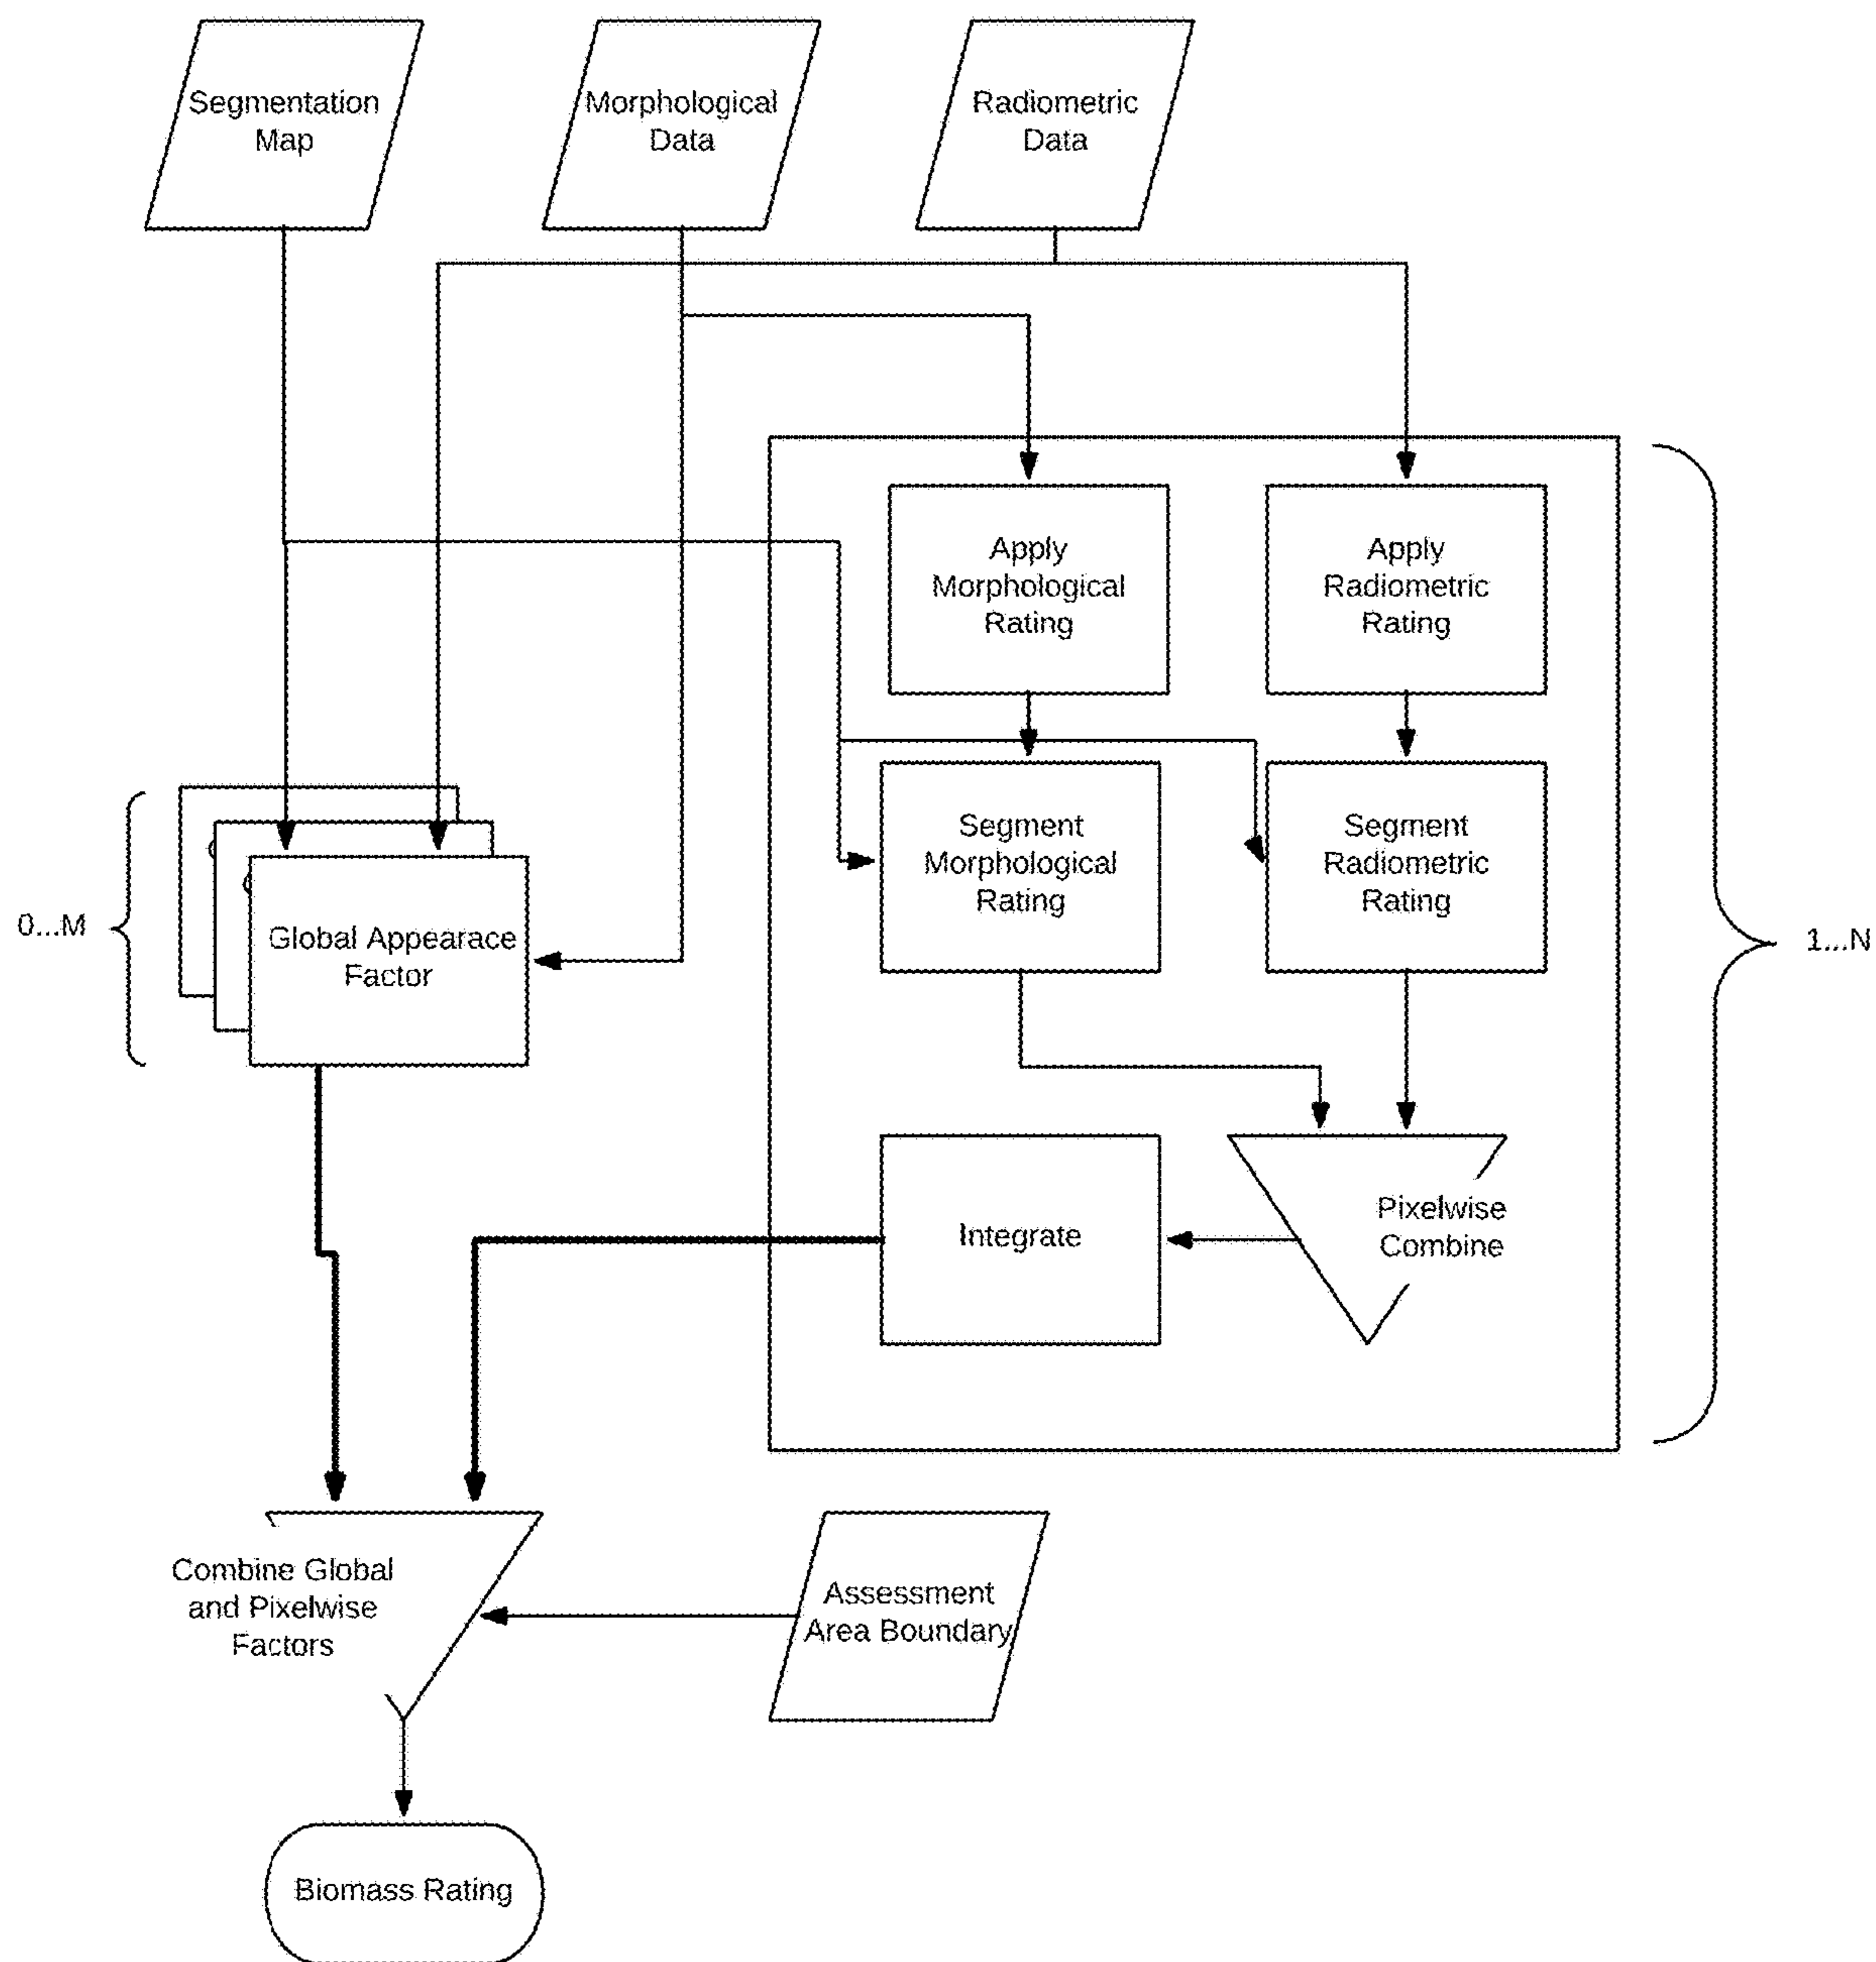 Segmentation
Map
Morphological
Data
Radiometric
Data
Apply
Morphological
Rating
Apply
Radiometric
Rating
Segment
Morphological
Rating
Segment
Radiometric
Rating
0...M
Global Appearace
Factor
1...N
Integrate
Pixelwise
Combine
Combine Global
and Pixelwise
Factors
Assessment
Area Boundary
Biomass Rating